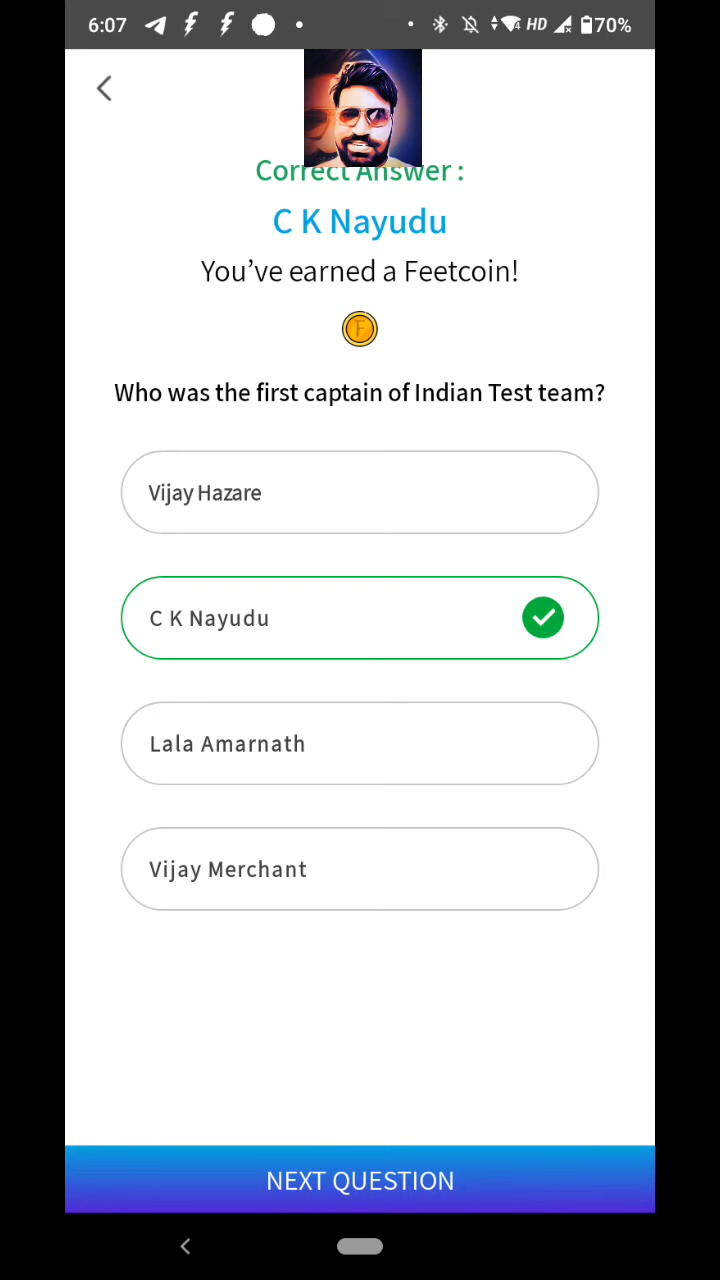 6:07 HD 70%
Correct Answer :
C K Nayudu
You’ve earned a Feetcoin!
F
Who was the first captain of Indian Test team?
Vijay Hazare
C K Nayudu
Lala Amarnath
Vijay Merchant
NEXT QUESTION